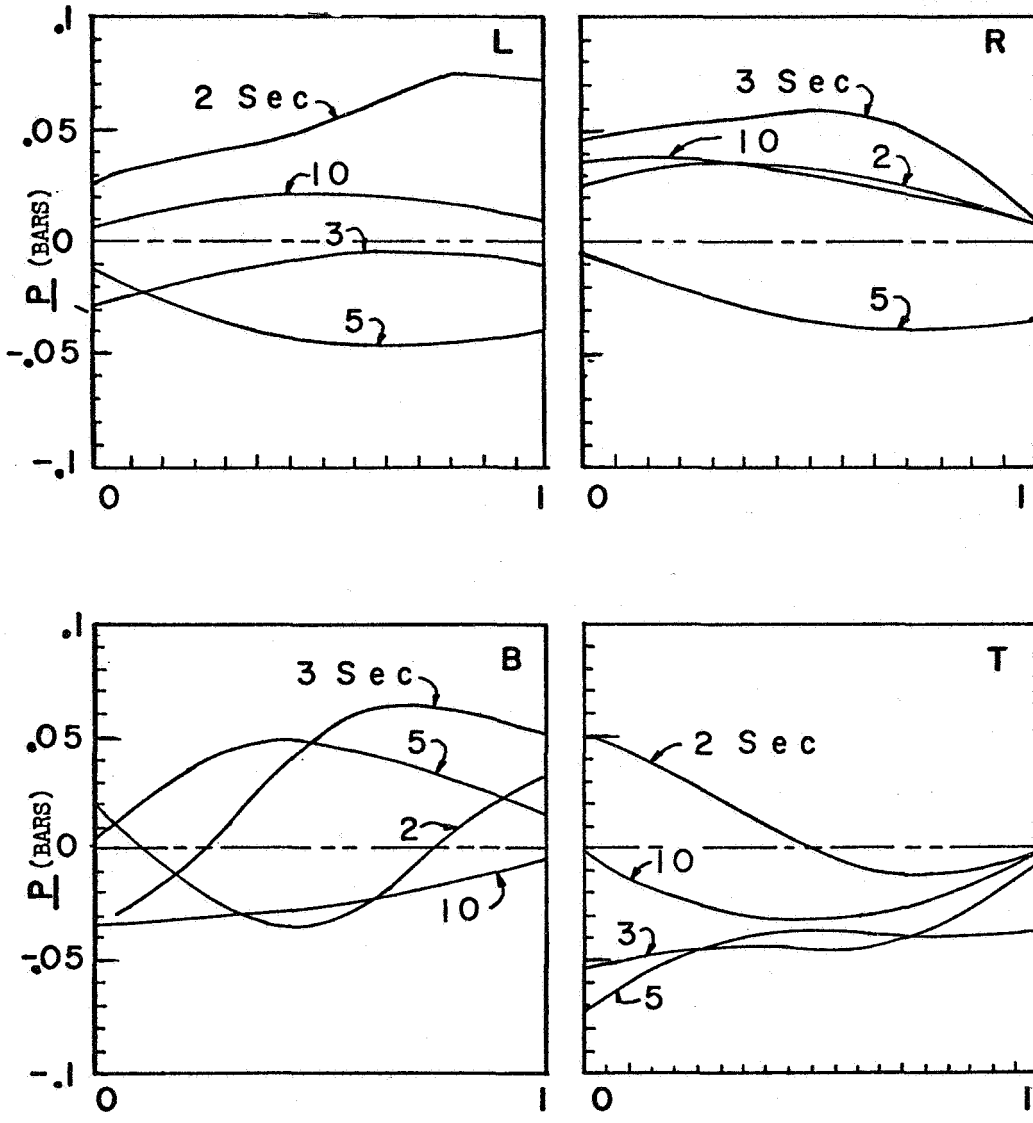 .1 L R
2 Sec 3 Sec
.05 10 10 2
P (BARS) 0 3
5 5
-.05
-.1
0 1 0 1
.1 B T
3 Sec
.05 5 2 Sec
P (BARS) 0 2 10
10 3
-.05 5
-.1
0 1 0 1